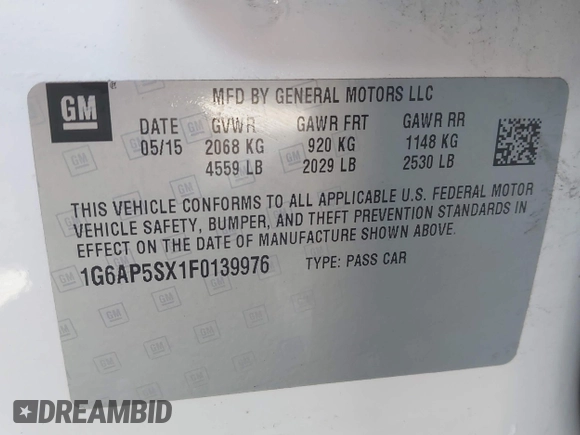 GM
MFD BY GENERAL MOTORS LLC
DATE GVWR GAWR FRT GAWR RR
05/15 2068 KG 920 KG 1148 KG
4559 LB 2029 LB 2530 LB
THIS VEHICLE CONFORMS TO ALL APPLICABLE U.S. FEDERAL MOTOR
VEHICLE SAFETY, BUMPER, AND THEFT PREVENTION STANDARDS IN
EFFECT ON THE DATE OF MANUFACTURE SHOWN ABOVE.
1G6AP5SX1F0139976 TYPE: PASS CAR
DREAMBID